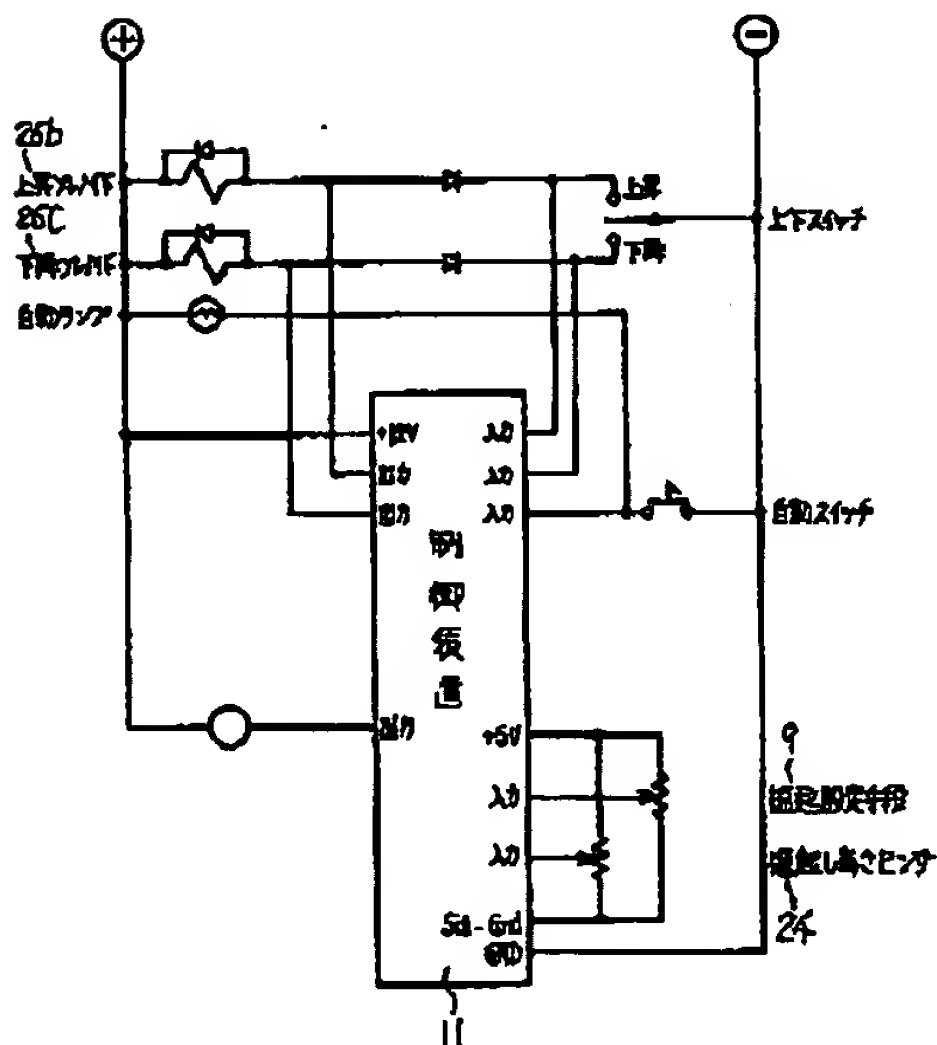 ⊕
⊖
26b
上昇ソレノイド
26C
下降ソレノイド
自動ランプ
上昇
下降
上下スイッチ
+12V
出力
出力
入力
入力
入力
制御装置
自動スイッチ
出力
+5V
入力
入力
GND
9
設定手段
高さセンサ
24
11